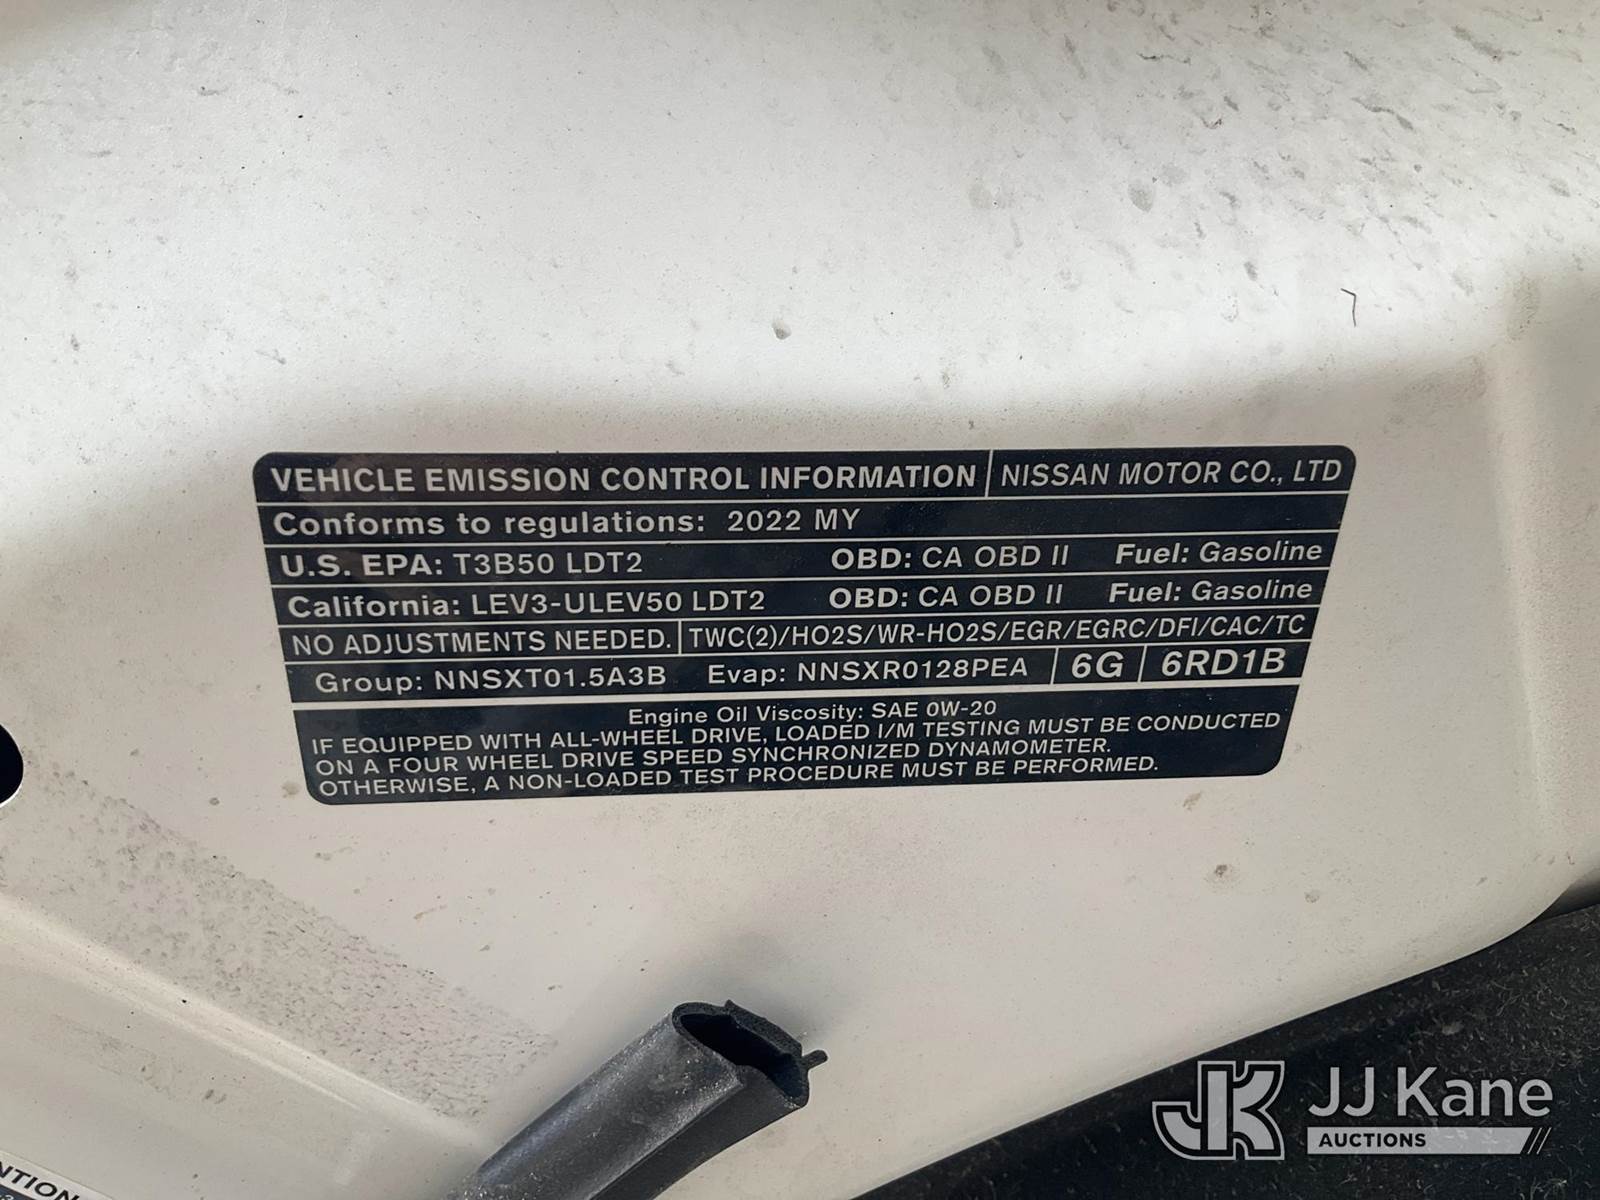 VEHICLE EMISSION CONTROL INFORMATION NISSAN MOTOR CO., LTD
Conforms to regulations: 2022 MY
U.S. EPA: T3B50 LDT2 OBD: CA OBD II Fuel: Gasoline
California: LEV3-ULEV50 LDT2 OBD: CA OBD II Fuel: Gasoline
NO ADJUSTMENTS NEEDED. TWC(2)/HO2S/WR-HO2S/EGR/EGRC/DFI/CAC/TC
Group: NNSXT01.5A3B Evap: NNSXR0128PEA 6G 6RD1B
Engine Oil Viscosity: SAE 0W-20
IF EQUIPPED WITH ALL-WHEEL DRIVE, LOADED I/M TESTING MUST BE CONDUCTED
ON A FOUR WHEEL DRIVE SPEED SYNCHRONIZED DYNAMOMETER.
OTHERWISE, A NON-LOADED TEST PROCEDURE MUST BE PERFORMED.
JK JJ Kane
AUCTIONS